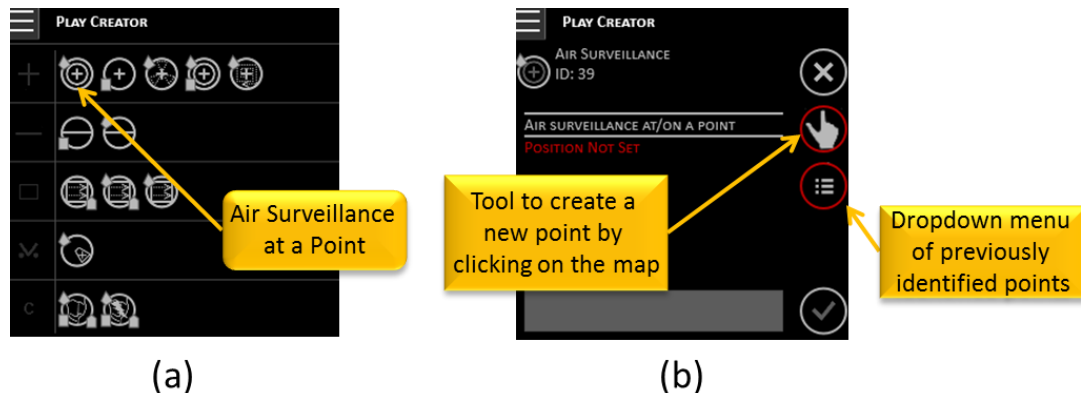 PLAY CREATOR
C
Air Surveillance
at a Point
(a)
PLAY CREATOR
AIR SURVEILLANCE
ID: 39
AIR SURVEILLANCE AT/ON A POINT
POSITION NOT SET
Tool to create a
new point by
clicking on the map
Dropdown menu
of previously
identified points
(b)